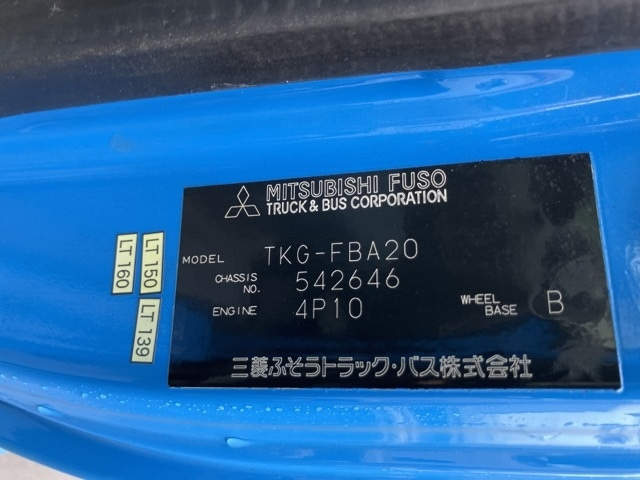 MITSUBISHI FUSO
TRUCK & BUS CORPORATION
MODEL TKG-FBA20
CHASSIS NO. 542646
ENGINE 4P10 WHEEL BASE B
三菱ふそうトラック・バス株式会社
LT 160
LT 150
LT 139